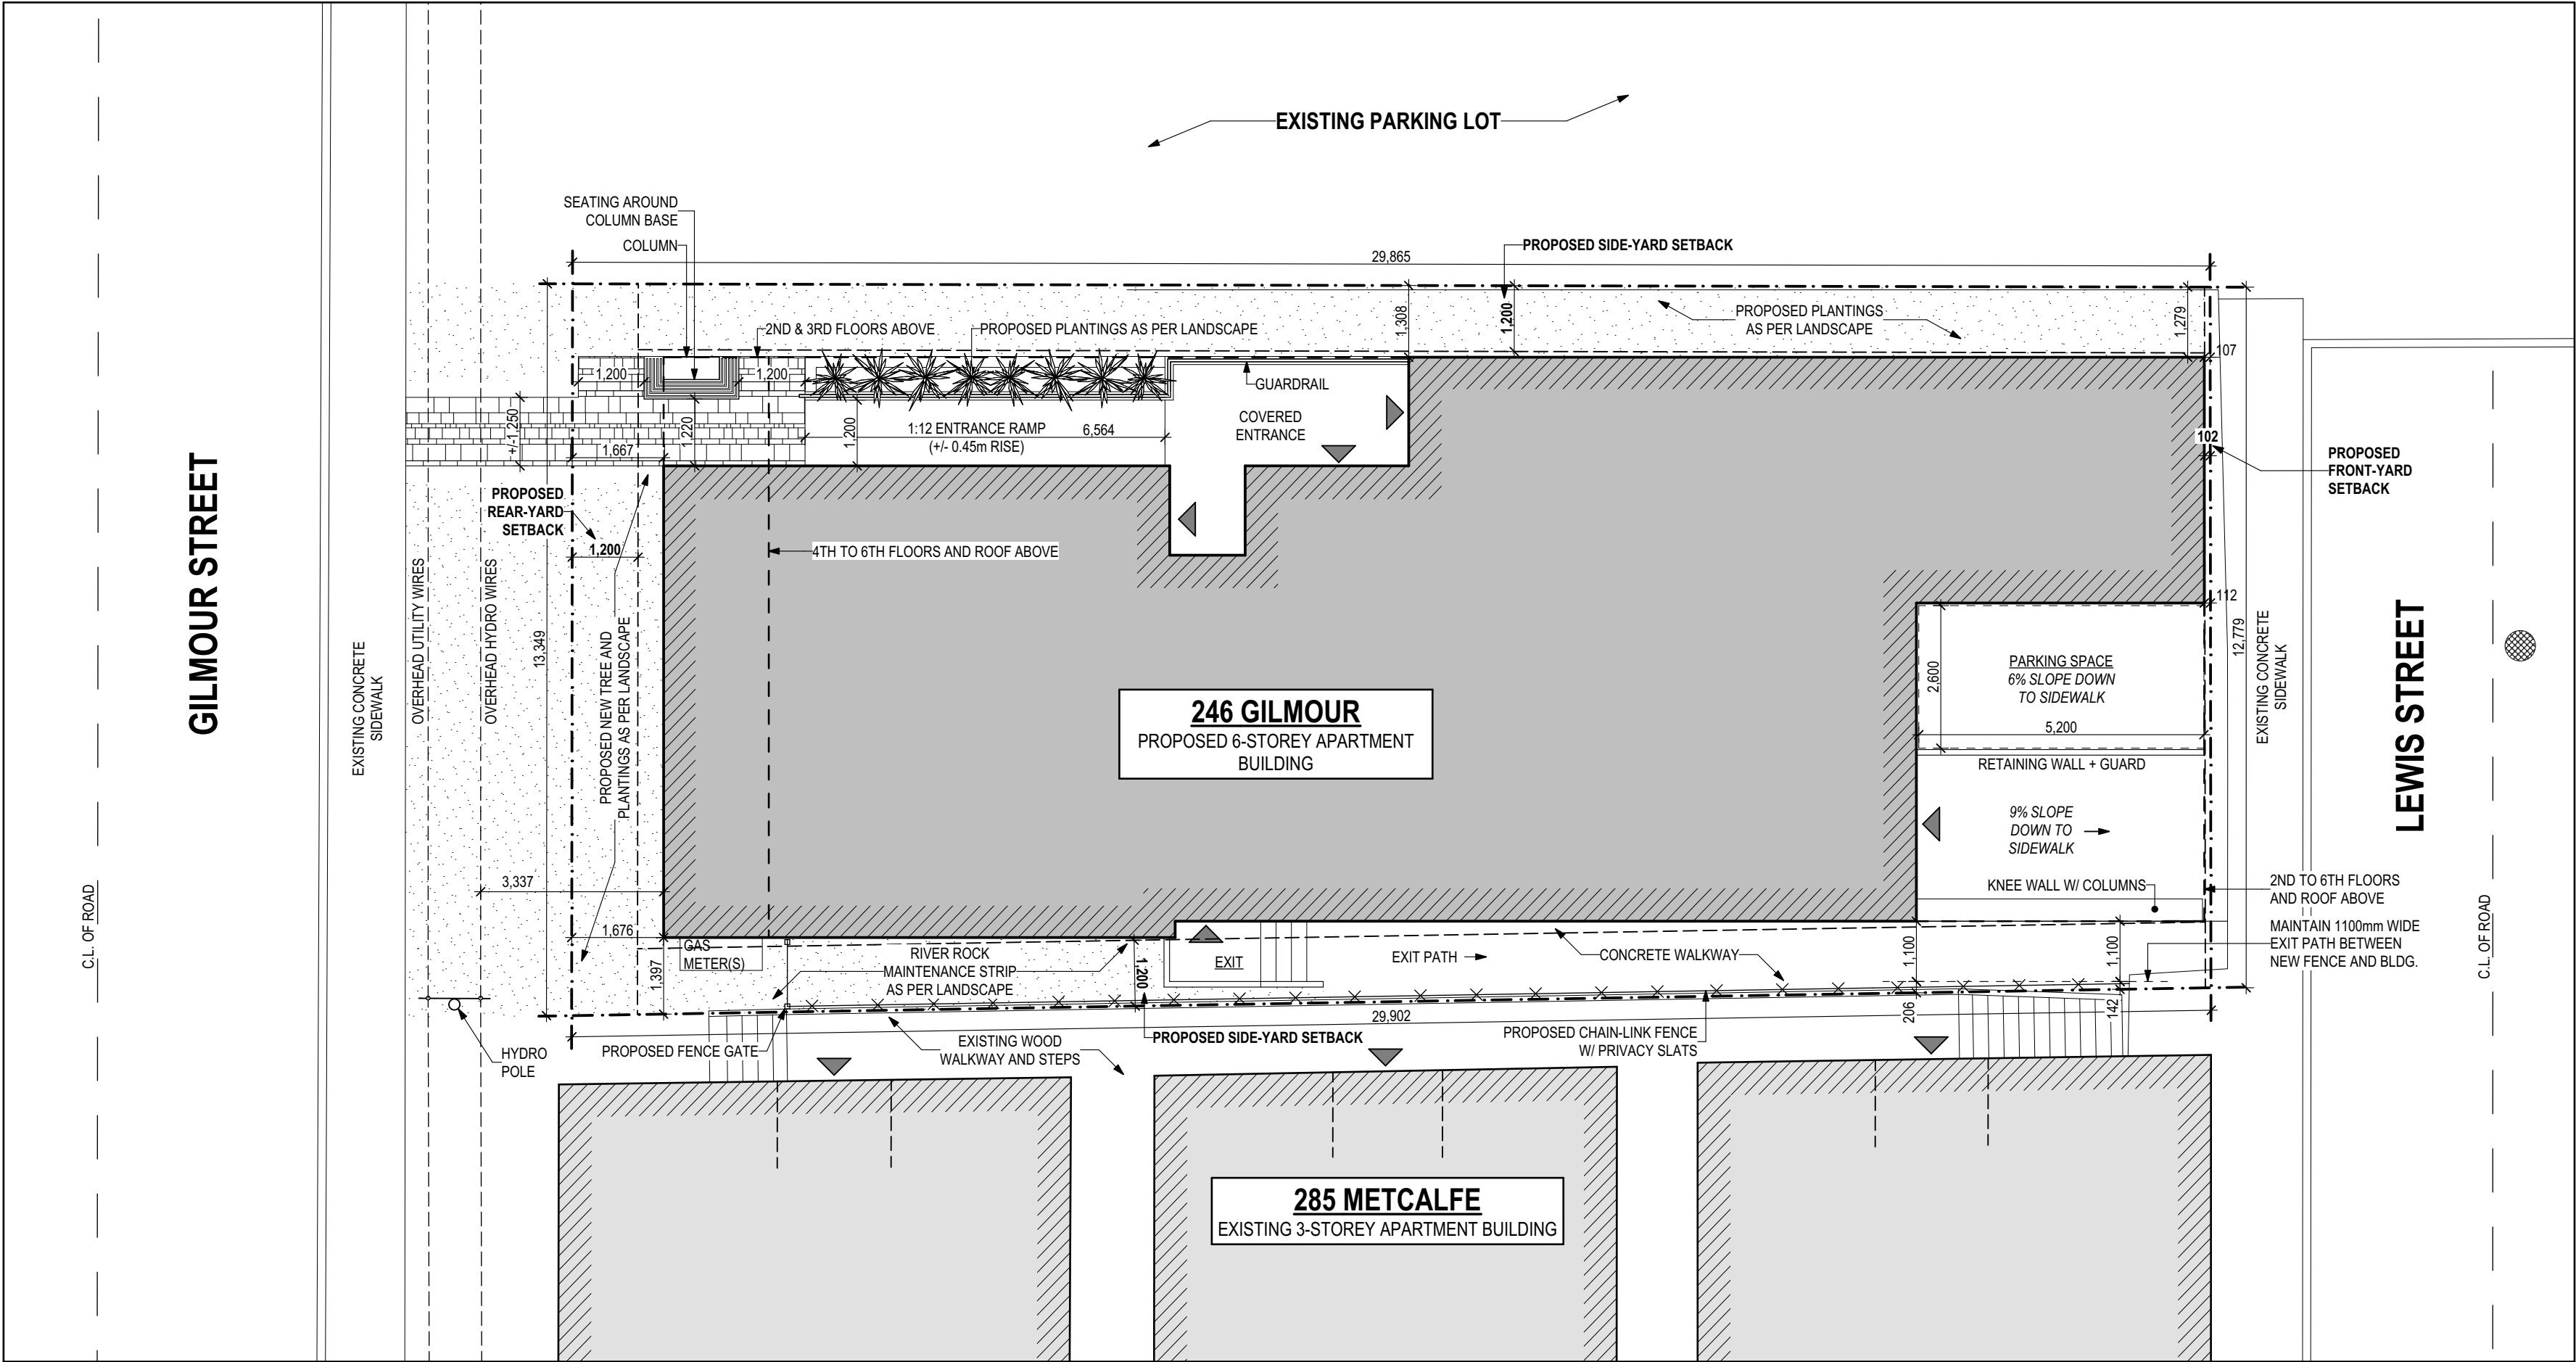 EXISTING PARKING LOT
SEATING AROUND
COLUMN BASE
COLUMN
PROPOSED SIDE-YARD SETBACK
29,865
2ND & 3RD FLOORS ABOVE
PROPOSED PLANTINGS AS PER LANDSCAPE
1,308
1,200
PROPOSED PLANTINGS
AS PER LANDSCAPE
1,279
107
1,200
1,200
GUARDRAIL
+/-1,250
1,220
1,200
1:12 ENTRANCE RAMP
(+/- 0.45m RISE)
6,564
COVERED
ENTRANCE
1,667
102
PROPOSED
FRONT-YARD
SETBACK
PROPOSED
REAR-YARD
SETBACK
1,200
4TH TO 6TH FLOORS AND ROOF ABOVE
GILMOUR STREET
EXISTING CONCRETE
SIDEWALK
OVERHEAD UTILITY WIRES
OVERHEAD HYDRO WIRES
13,349
PROPOSED NEW TREE AND
PLANTINGS AS PER LANDSCAPE
112
12,779
EXISTING CONCRETE
SIDEWALK
LEWIS STREET
2,600
PARKING SPACE
6% SLOPE DOWN
TO SIDEWALK
5,200
246 GILMOUR
PROPOSED 6-STOREY APARTMENT
BUILDING
RETAINING WALL + GUARD
9% SLOPE
DOWN TO
SIDEWALK
KNEE WALL W/ COLUMNS
2ND TO 6TH FLOORS
AND ROOF ABOVE
MAINTAIN 1100mm WIDE
EXIT PATH BETWEEN
NEW FENCE AND BLDG.
3,337
C.L. OF ROAD
C.L. OF ROAD
1,676
GAS
METER(S)
1,397
RIVER ROCK
MAINTENANCE STRIP
AS PER LANDSCAPE
1,200
EXIT
EXIT PATH
CONCRETE WALKWAY
1,100
1,100
206
142
29,902
HYDRO
POLE
PROPOSED FENCE GATE
EXISTING WOOD
WALKWAY AND STEPS
PROPOSED SIDE-YARD SETBACK
PROPOSED CHAIN-LINK FENCE
W/ PRIVACY SLATS
285 METCALFE
EXISTING 3-STOREY APARTMENT BUILDING